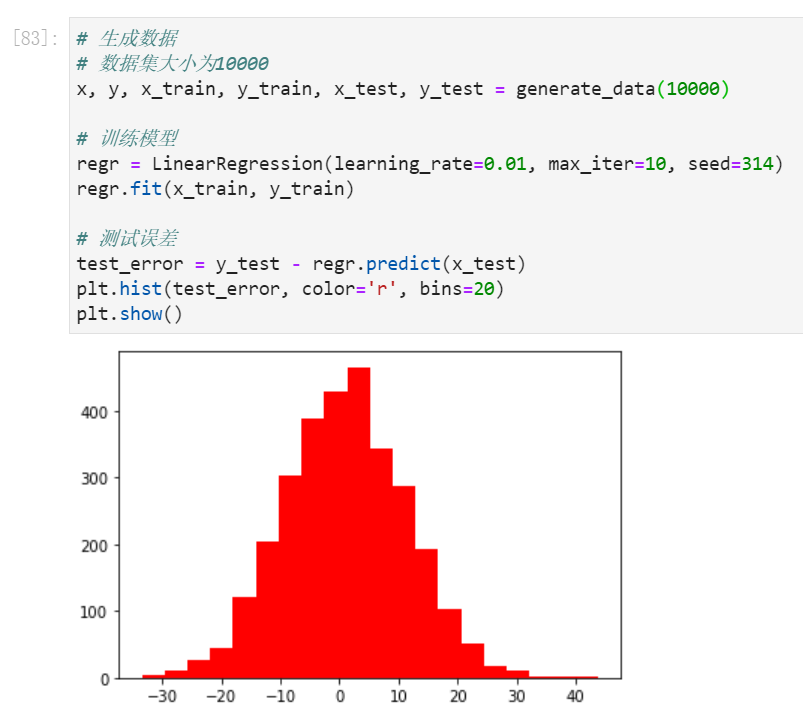 [83]:
# 生成数据
# 数据集大小为10000
x, y, x_train, y_train, x_test, y_test = generate_data(10000)
# 训练模型
regr = LinearRegression(learning_rate=0.01, max_iter=10, seed=314)
regr.fit(x_train, y_train)
# 测试误差
test_error = y_test - regr.predict(x_test)
plt.hist(test_error, color='r', bins=20)
plt.show()
400
300
200
100
0
−30 −20 −10 0 10 20 30 40